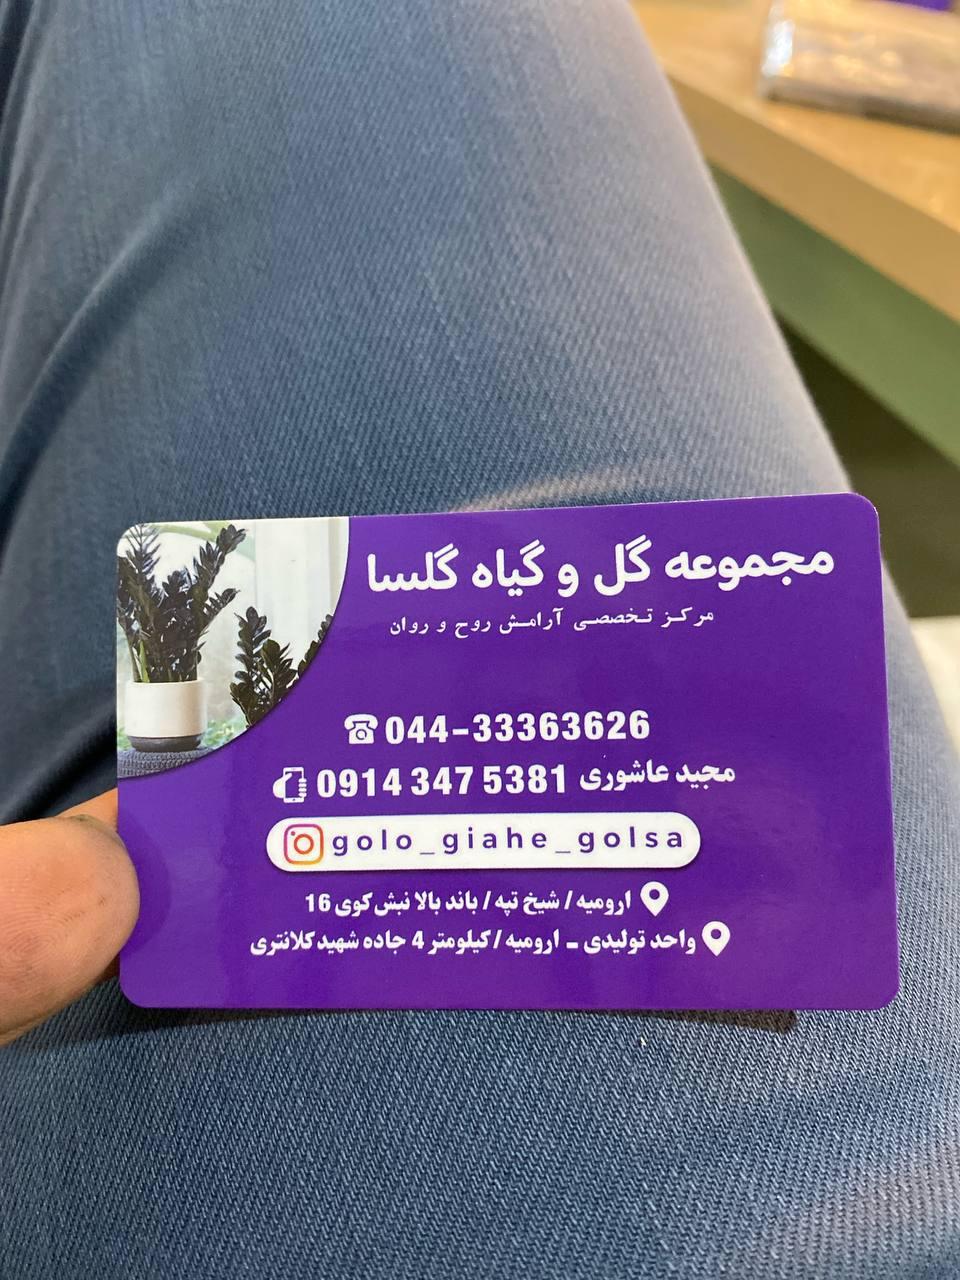 مجموعه گل و گیاه گلسا
مرکز تخصصی آرامش روح و روان
044-33363626
0914 347 5381 مجید عاشوری
golo_giahe_golsa
ارومیه / شیخ تپه / باند بالا نبش کوی 16
واحد تولیدی - ارومیه / کیلومتر 4 جاده شهید کلانتری